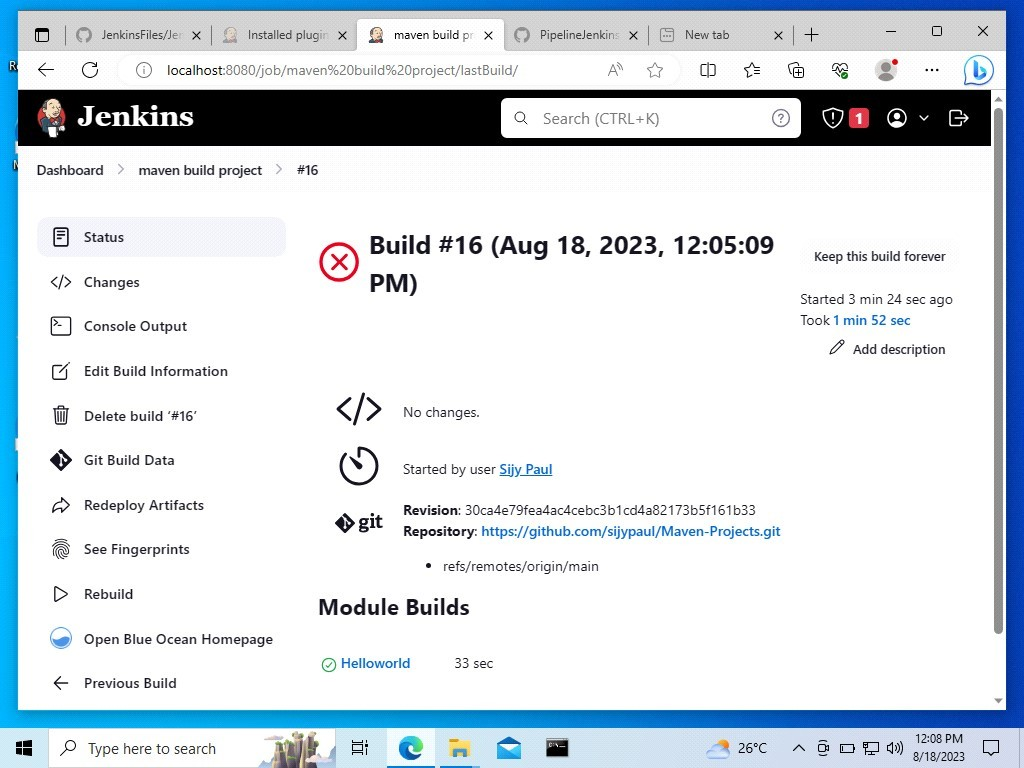 JenkinsFiles/Jer
Installed plugin
maven build pr
PipelineJenkins
New tab
localhost:8080/job/maven%20build%20project/lastBuild/
Jenkins
Search (CTRL+K)
1
Dashboard
maven build project
#16
Status
Changes
Console Output
Edit Build Information
Delete build ‘#16’
Git Build Data
Redeploy Artifacts
See Fingerprints
Rebuild
Open Blue Ocean Homepage
Previous Build
Build #16 (Aug 18, 2023, 12:05:09
PM)
Keep this build forever
Started 3 min 24 sec ago
Took 1 min 52 sec
Add description
No changes.
Started by user Sijy Paul
git
Revision: 30ca4e79fea4ac4cebc3b1cd4a82173b5f161b33
Repository: https://github.com/sijypaul/Maven-Projects.git
refs/remotes/origin/main
Module Builds
Helloworld 33 sec
Type here to search
26°C
12:08 PM
8/18/2023